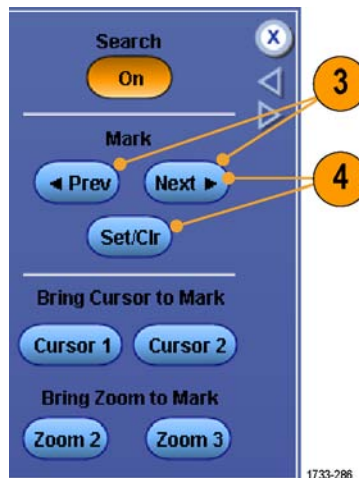 Search
X
On
3
Mark
◄ Prev
Next ►
4
Set/Clr
Bring Cursor to Mark
Cursor 1
Cursor 2
Bring Zoom to Mark
Zoom 2
Zoom 3
1733-286